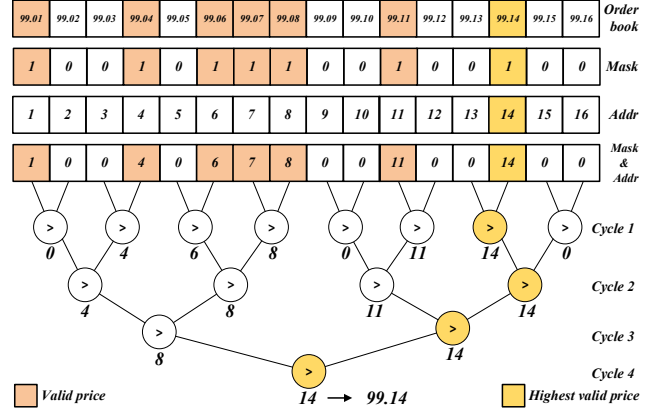 99.01 99.02 99.03 99.04 99.05 99.06 99.07 99.08 99.09 99.10 99.11 99.12 99.13 99.14 99.15 99.16 Order book
1 0 0 1 0 1 1 1 0 0 1 0 0 1 0 0 Mask
1 2 3 4 5 6 7 8 9 10 11 12 13 14 15 16 Addr
1 0 0 4 0 6 7 8 0 0 11 0 0 14 0 0 Mask & Addr
> > > > > > > > Cycle 1
0 4 6 8 0 11 14 0
> > > > Cycle 2
4 8 11 14
> > Cycle 3
8 14
> Cycle 4
Valid price 14 → 99.14 Highest valid price